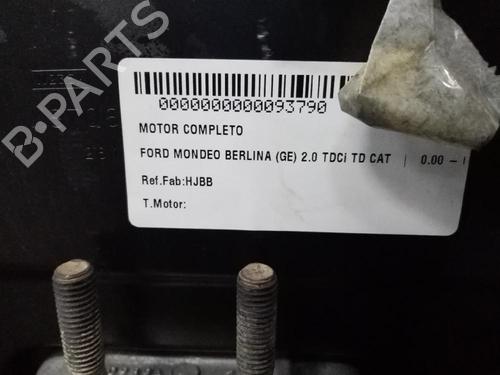 B-PARTS
0000000000093790
MOTOR COMPLETO
FORD MONDEO BERLINA (GE) 2.0 TDCi TD CAT | 0.00 -
Ref.Fab:HJBB
T.Motor: